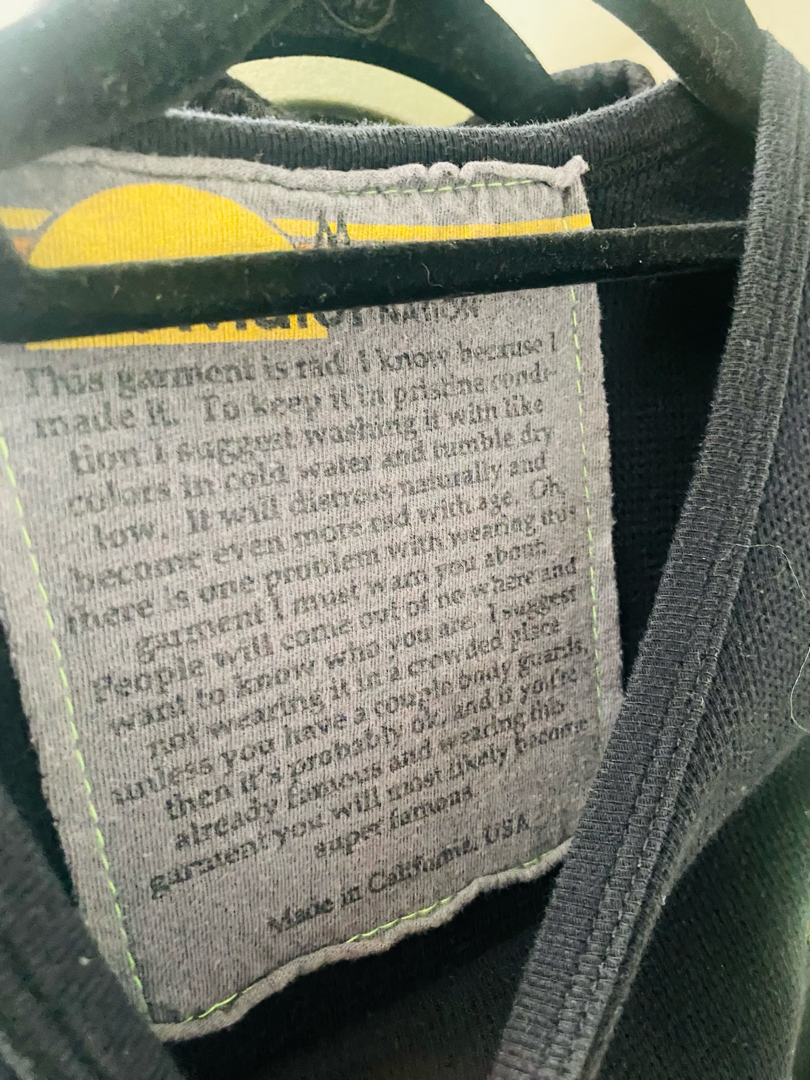 M
NATION
This garment is rad. I know because I
made it. To keep it in pristine condi-
tion I suggest washing it with like
colors in cold water and tumble dry
low. It will distress naturally and
become even more rad with age. Oh,
there is one problem with wearing this
garment I must warn you about.
People will come out of no where and
want to know who you are. I suggest
not wearing it in a crowded place
unless you have a couple body guards,
then it's probably ok, and if you're
already famous and wearing this
garment you will most likely become
super famous.
Made in California, USA